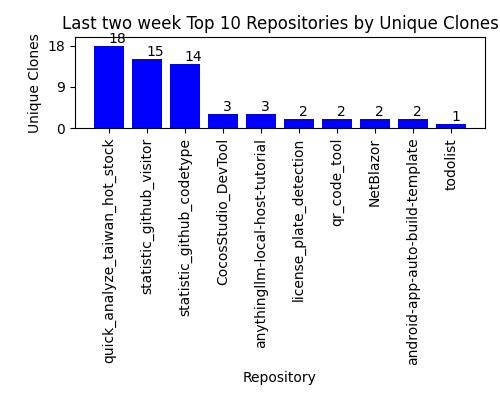 Last two week Top 10 Repositories by Unique Clones
Unique Clones
18
9
0
18
15
14
3
3
2
2
2
2
1
quick_analyze_taiwan_hot_stock
statistic_github_visitor
statistic_github_codetype
CocosStudio_DevTool
anythingllm-local-host-tutorial
license_plate_detection
qr_code_tool
NetBlazor
android-app-auto-build-template
todolist
Repository